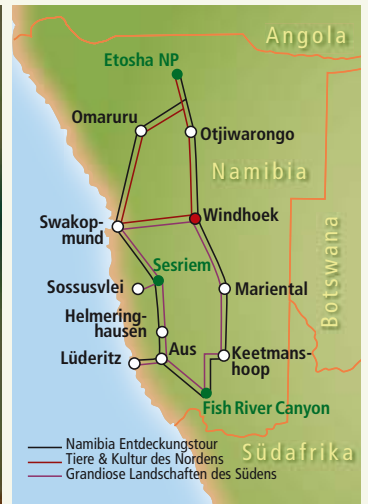 Angola
Etosha NP
Omaruru
Otjiwarongo
Namibia
Swakop-
mund
Windhoek
Botswana
Sesriem
Sossusvlei
Mariental
Helmering-
hausen
Lüderitz
Aus
Keetmans-
hoop
Fish River Canyon
Namibia Entdeckungstour
Tiere & Kultur des Nordens
Grandiose Landschaften des Südens
Südafrika